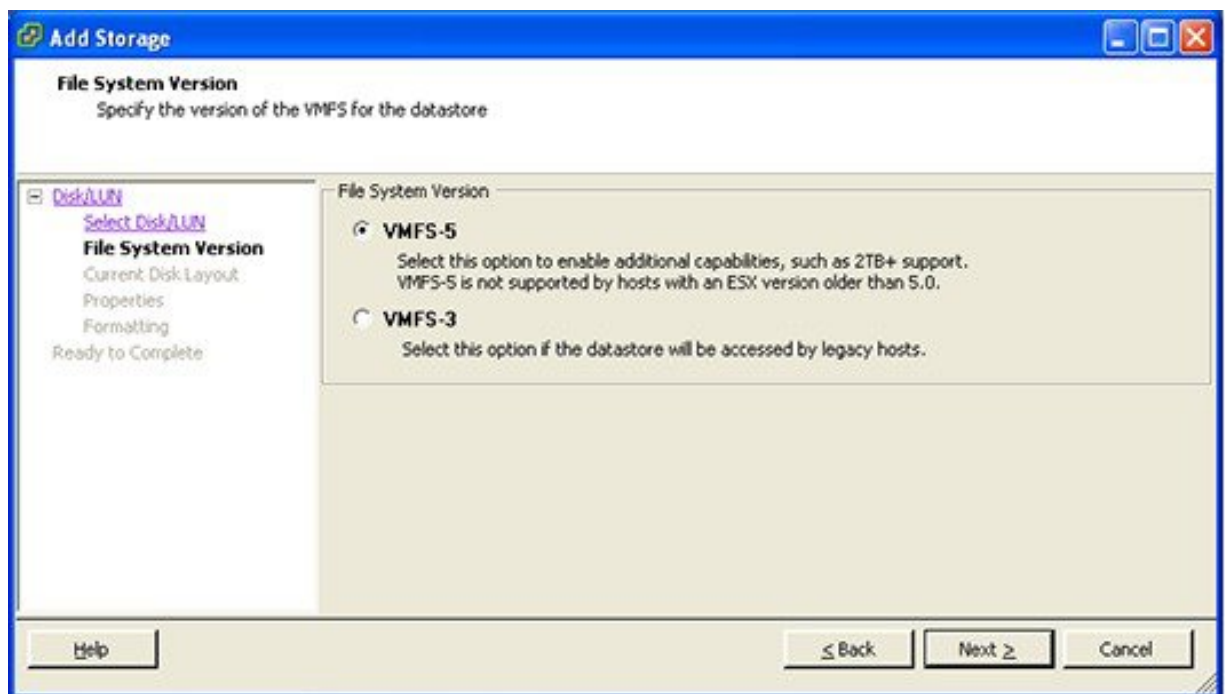 Add Storage
File System Version
Specify the version of the VMFS for the datastore
Disk/LUN
Select Disk/LUN
File System Version
Current Disk Layout
Properties
Formatting
Ready to Complete
File System Version
VMFS-5
Select this option to enable additional capabilities, such as 2TB+ support.
VMFS-5 is not supported by hosts with an ESX version older than 5.0.
VMFS-3
Select this option if the datastore will be accessed by legacy hosts.
Help
< Back
Next >
Cancel